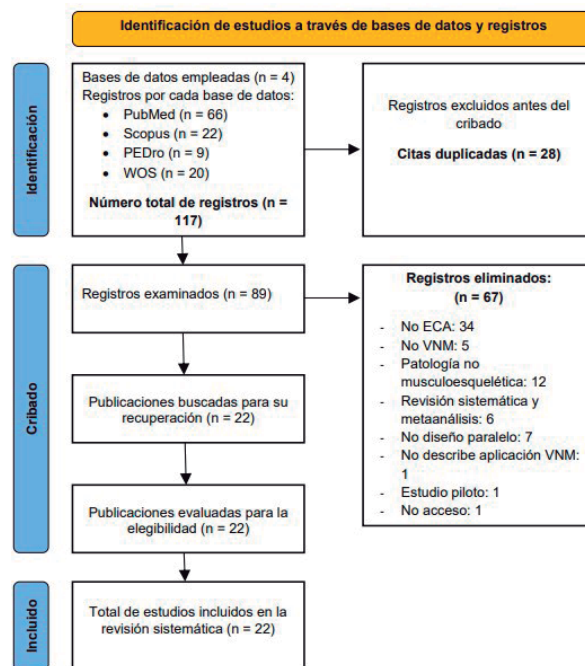 Identificación de estudios a través de bases de datos y registros
Identificación
Bases de datos empleadas (n = 4)
Registros por cada base de datos:
• PubMed (n = 66)
• Scopus (n = 22)
• PEDro (n = 9)
• WOS (n = 20)
Número total de registros (n =
117)
Registros excluidos antes del
cribado
Citas duplicadas (n = 28)
Cribado
Registros examinados (n = 89)
Registros eliminados:
(n = 67)
- No ECA: 34
- No VNM: 5
- Patología no
musculoesquelética: 12
- Revisión sistemática y
metaanálisis: 6
- No diseño paralelo: 7
- No describe aplicación VNM:
1
- Estudio piloto: 1
- No acceso: 1
Publicaciones buscadas para su
recuperación (n = 22)
Publicaciones evaluadas para la
elegibilidad (n = 22)
Incluido
Total de estudios incluidos en la
revisión sistemática (n = 22)